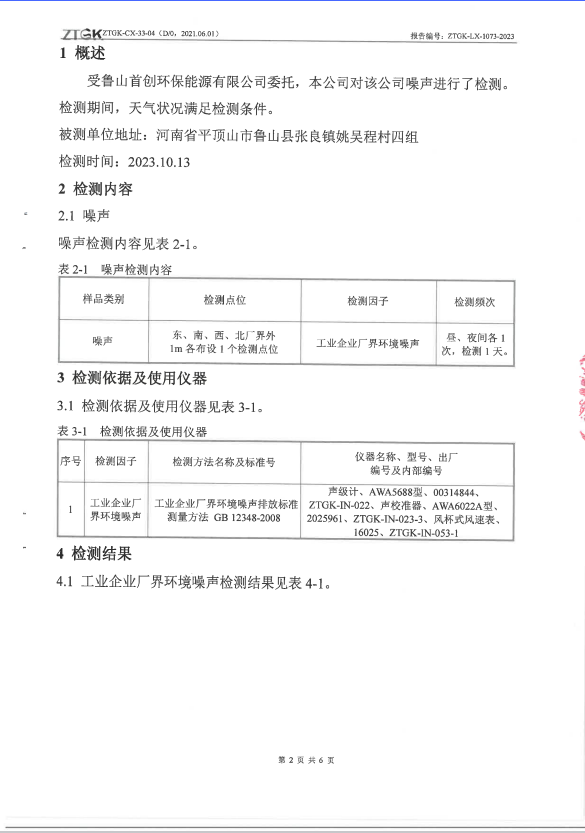 ZTGK ZTGK-CX-33-04（D/0，2021.06.01） 报告编号：ZTGK-LX-1073-2023
1 概述
受鲁山首创环保能源有限公司委托，本公司对该公司噪声进行了检测。
检测期间，天气状况满足检测条件。
被测单位地址：河南省平顶山市鲁山县张良镇姚吴程村四组
检测时间：2023.10.13
2 检测内容
2.1 噪声
噪声检测内容见表 2-1。
表 2-1 噪声检测内容
样品类别 检测点位 检测因子 检测频次
噪声 东、南、西、北厂界外 1m 各布设 1 个检测点位 工业企业厂界环境噪声 昼、夜间各 1 次，检测 1 天。
3 检测依据及使用仪器
3.1 检测依据及使用仪器见表 3-1。
表 3-1 检测依据及使用仪器
序号 检测因子 检测方法名称及标准号 仪器名称、型号、出厂编号及内部编号
1 工业企业厂界环境噪声 工业企业厂界环境噪声排放标准 测量方法 GB 12348-2008 声级计、AWA5688型、00314844、ZTGK-IN-022、声校准器、AWA6022A型、2025961、ZTGK-IN-023-3、风杯式风速表、16025、ZTGK-IN-053-1
4 检测结果
4.1 工业企业厂界环境噪声检测结果见表 4-1。
第 2 页 共 6 页